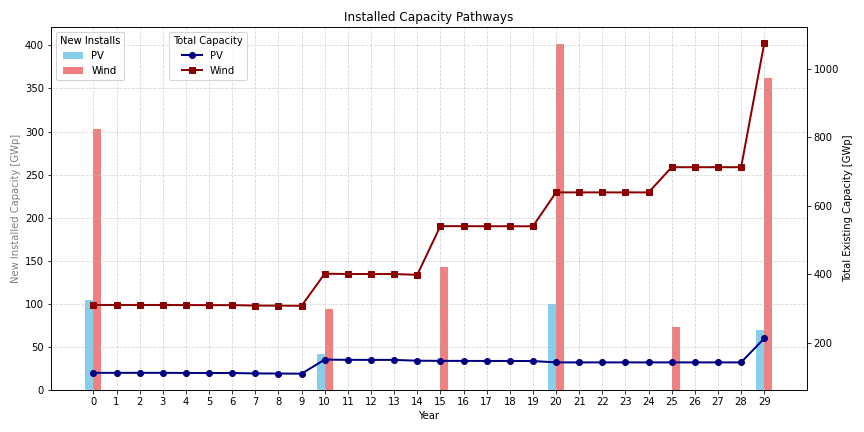 Installed Capacity Pathways
New Installs
PV
Wind
Total Capacity
PV
Wind
New Installed Capacity [GWp]
400
350
300
250
200
150
100
50
0
1000
800
600
400
200
Total Existing Capacity [GWp]
0 1 2 3 4 5 6 7 8 9 10 11 12 13 14 15 16 17 18 19 20 21 22 23 24 25 26 27 28 29
Year